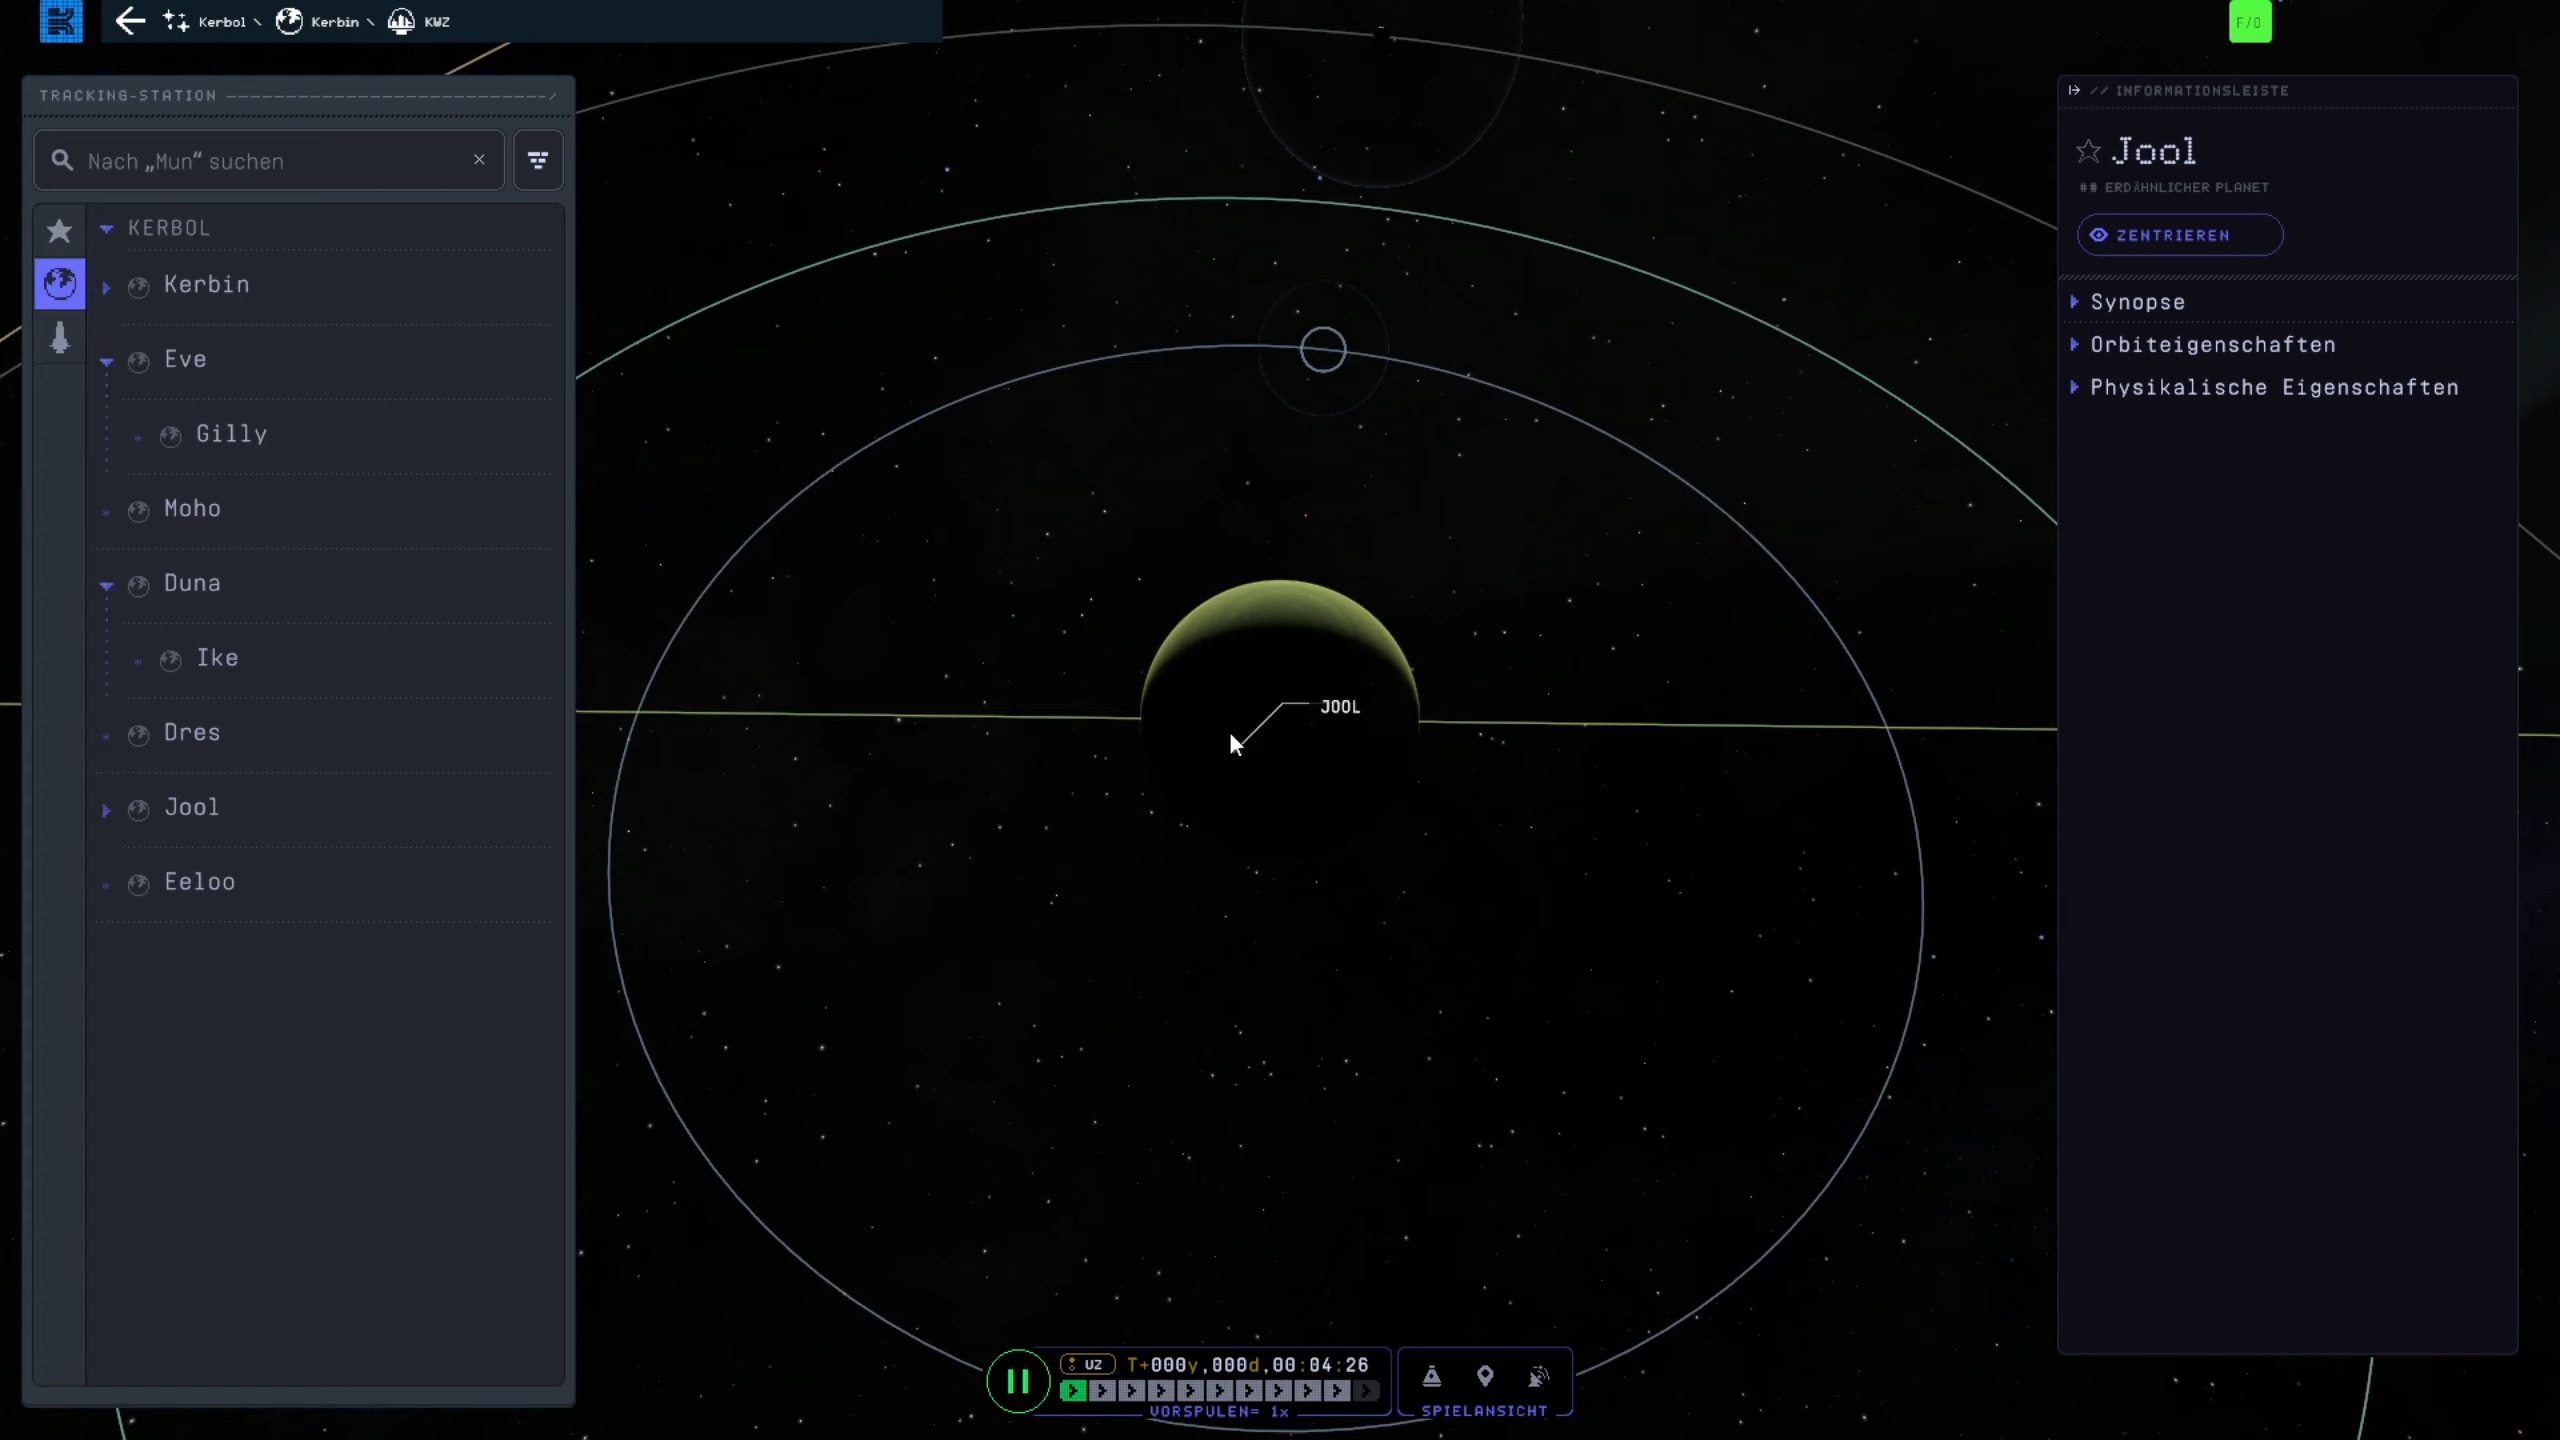 Kerbol \ Kerbin \ KWZ
F/O
TRACKING-STATION
Nach „Mun“ suchen
KERBOL
Kerbin
Eve
Gilly
Moho
Duna
Ike
Dres
Jool
Eeloo
JOOL
// INFORMATIONSLEISTE
Jool
## ERDÄHNLICHER PLANET
ZENTRIEREN
Synopse
Orbiteigenschaften
Physikalische Eigenschaften
UZ T+000y,000d,00:04:26
VORSPULEN= 1x
SPIELANSICHT